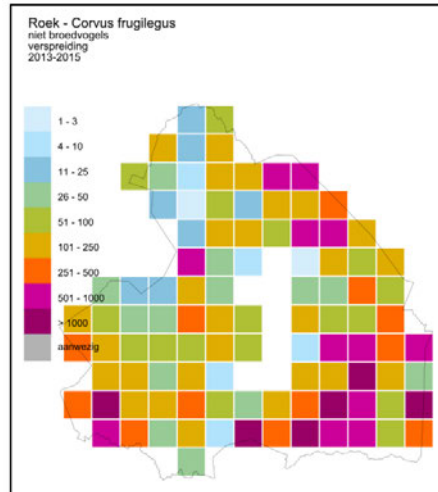 Roek - Corvus frugilegus
niet broedvogels
verspreiding
2013-2015
1 - 3
4 - 10
11 - 25
26 - 50
51 - 100
101 - 250
251 - 500
501 - 1000
> 1000
aanwezig